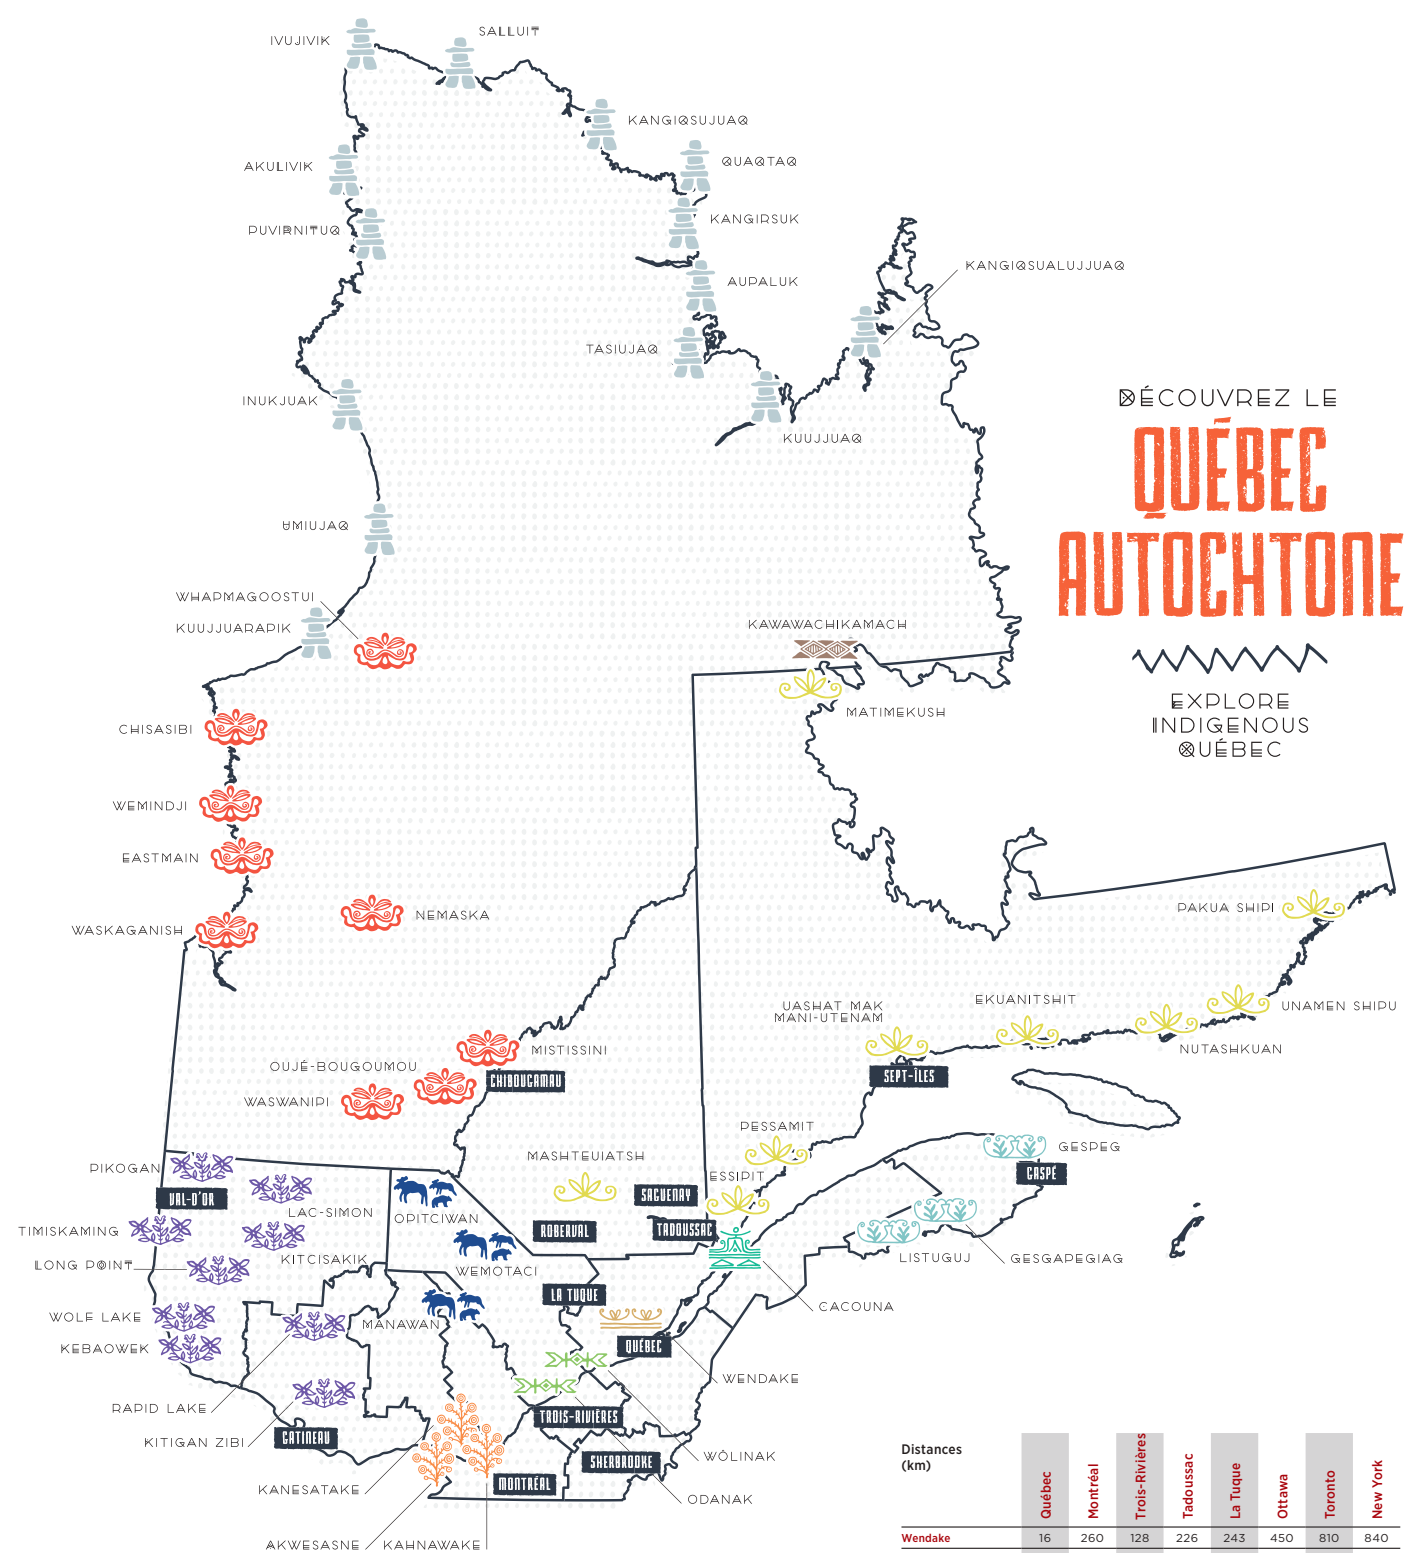 IVUJIVIK
SALLUIT
KANGIQSUJUAQ
AKULIVIK
QUAQTAQ
KANGIRSUK
PUVIRNITUQ
KANGIQSUALUJJUAQ
AUPALUK
TASIUJAQ
INUKJUAK
KUUJJUAQ
DÉCOUVREZ LE
QUÉBEC
AUTOCHTONE
EXPLORE
INDIGENOUS
QUÉBEC
UMIUJAQ
WHAPMAGOOSTUI
KUUJJUARAPIK
KAWAWACHIKAMACH
MATIMEKUSH
CHISASIBI
WEMINDJI
EASTMAIN
NEMASKA
WASKAGANISH
PAKUA SHIPI
UASHAT MAK
MANI-UTENAM
EKUANITSHIT
UNAMEN SHIPU
NUTASHKUAN
MISTISSINI
OUJÉ-BOUGOUMOU
CHIBOUGAMAU
SEPT-ÎLES
WASWANIPI
PESSAMIT
GESPEG
GASPÉ
MASHTEUIATSH
PIKOGAN
ESSIPIT
VAL-D'OR
SAGUENAY
LAC-SIMON
OPITCIWAN
TIMISKAMING
ROBERVAL
TADOUSSAC
KITCISAKIK
LISTUGUJ
GESGAPEGIAG
LONG POINT
WEMOTACI
LA TUQUE
CACOUNA
WOLF LAKE
MANAWAN
KEBAOWEK
QUÉBEC
WENDAKE
RAPID LAKE
TROIS-RIVIÈRES
KITIGAN ZIBI
GATINEAU
WÔLINAK
SHERBROOKE
KANESATAKE
MONTRÉAL
ODANAK
AKWESASNE
KAHNAWAKE
Distances
(km)
Québec
Montréal
Trois-Rivières
Tadoussac
La Tuque
Ottawa
Toronto
New York
Wendake 16 260 128 226 243 450 810 840